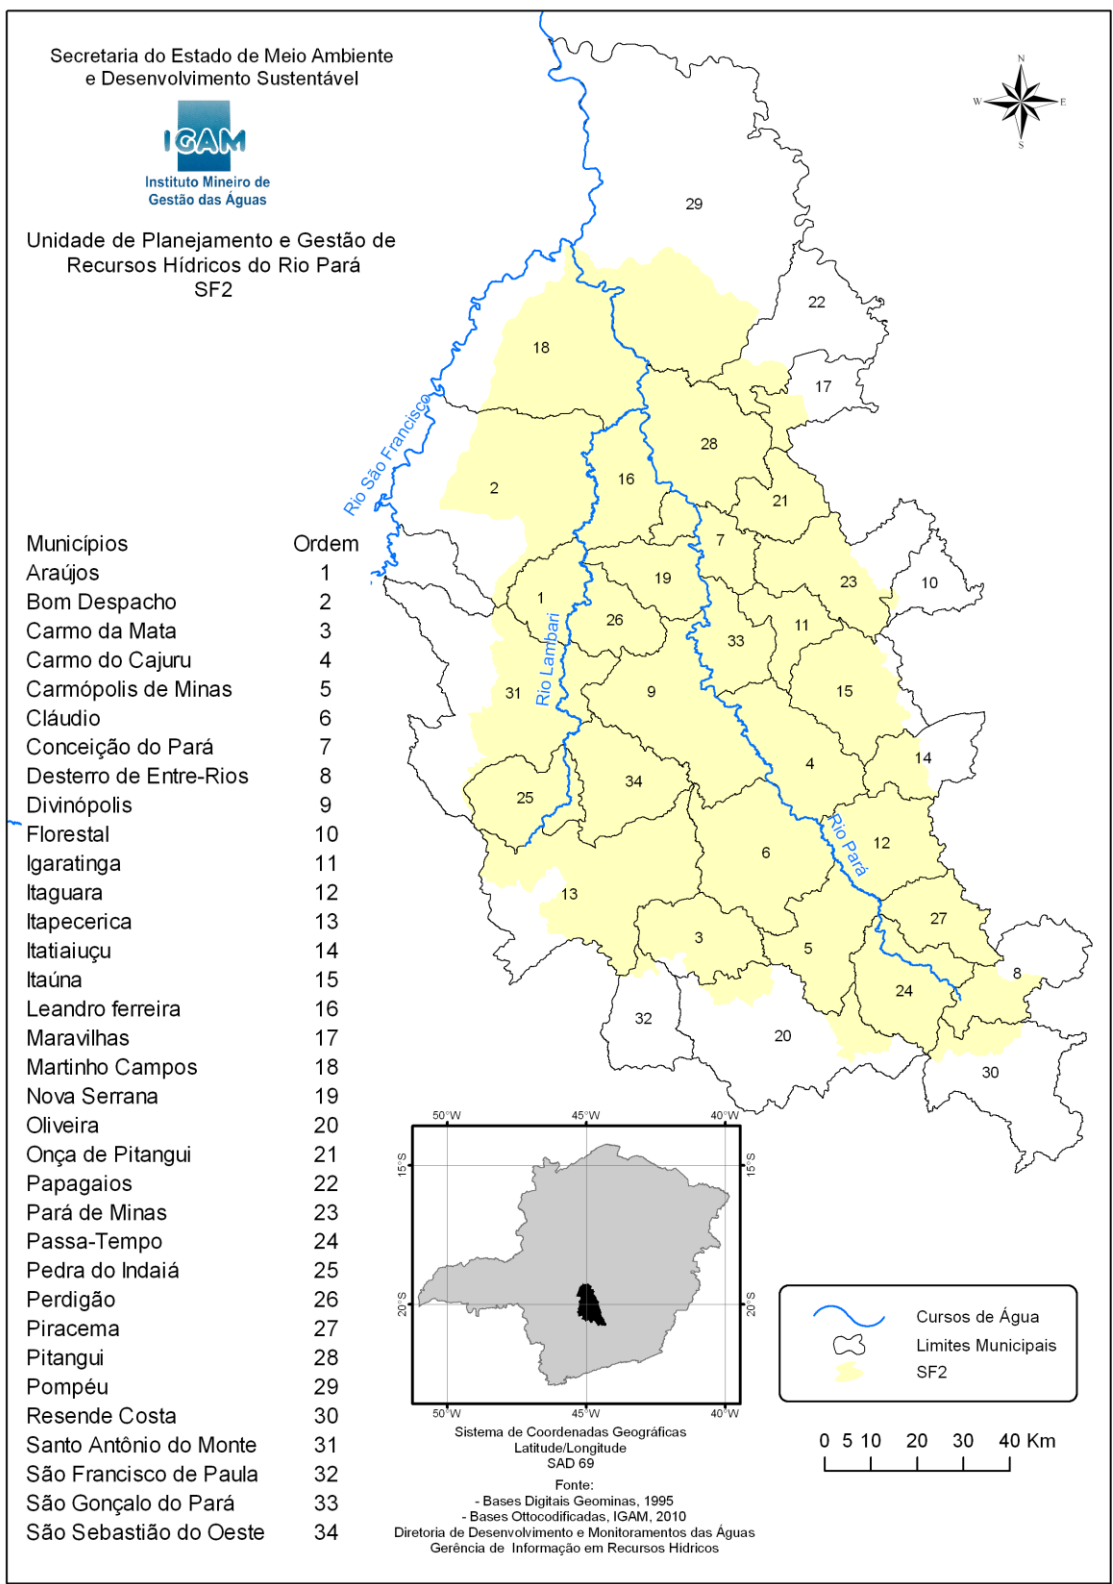 Secretaria do Estado de Meio Ambiente
e Desenvolvimento Sustentável
IGAM
Instituto Mineiro de
Gestão das Águas
Unidade de Planejamento e Gestão de
Recursos Hídricos do Rio Pará
SF2
N
W E
S
29
22
18
17
Rio São Francisco
28
2
16
21
7
19
23
10
1
26
11
33
Rio Lambari
31
9
15
4
14
34
25
Rio Pará
12
6
13
27
3
5
8
24
32
20
30
Municípios Ordem
Araújos 1
Bom Despacho 2
Carmo da Mata 3
Carmo do Cajuru 4
Carmópolis de Minas 5
Cláudio 6
Conceição do Pará 7
Desterro de Entre-Rios 8
Divinópolis 9
Florestal 10
Igaratinga 11
Itaguara 12
Itapecerica 13
Itatiaiuçu 14
Itaúna 15
Leandro ferreira 16
Maravilhas 17
Martinho Campos 18
Nova Serrana 19
Oliveira 20
Onça de Pitangui 21
Papagaios 22
Pará de Minas 23
Passa-Tempo 24
Pedra do Indaiá 25
Perdigão 26
Piracema 27
Pitangui 28
Pompéu 29
Resende Costa 30
Santo Antônio do Monte 31
São Francisco de Paula 32
São Gonçalo do Pará 33
São Sebastião do Oeste 34
50°W 45°W 40°W
15°S 15°S
20°S 20°S
50°W 45°W 40°W
Sistema de Coordenadas Geográficas
Latitude/Longitude
SAD 69
Fonte:
- Bases Digitais Geominas, 1995
- Bases Ottocodificadas, IGAM, 2010
Diretoria de Desenvolvimento e Monitoramentos das Águas
Gerência de Informação em Recursos Hídricos
Cursos de Água
Limites Municipais
SF2
0 5 10 20 30 40 Km